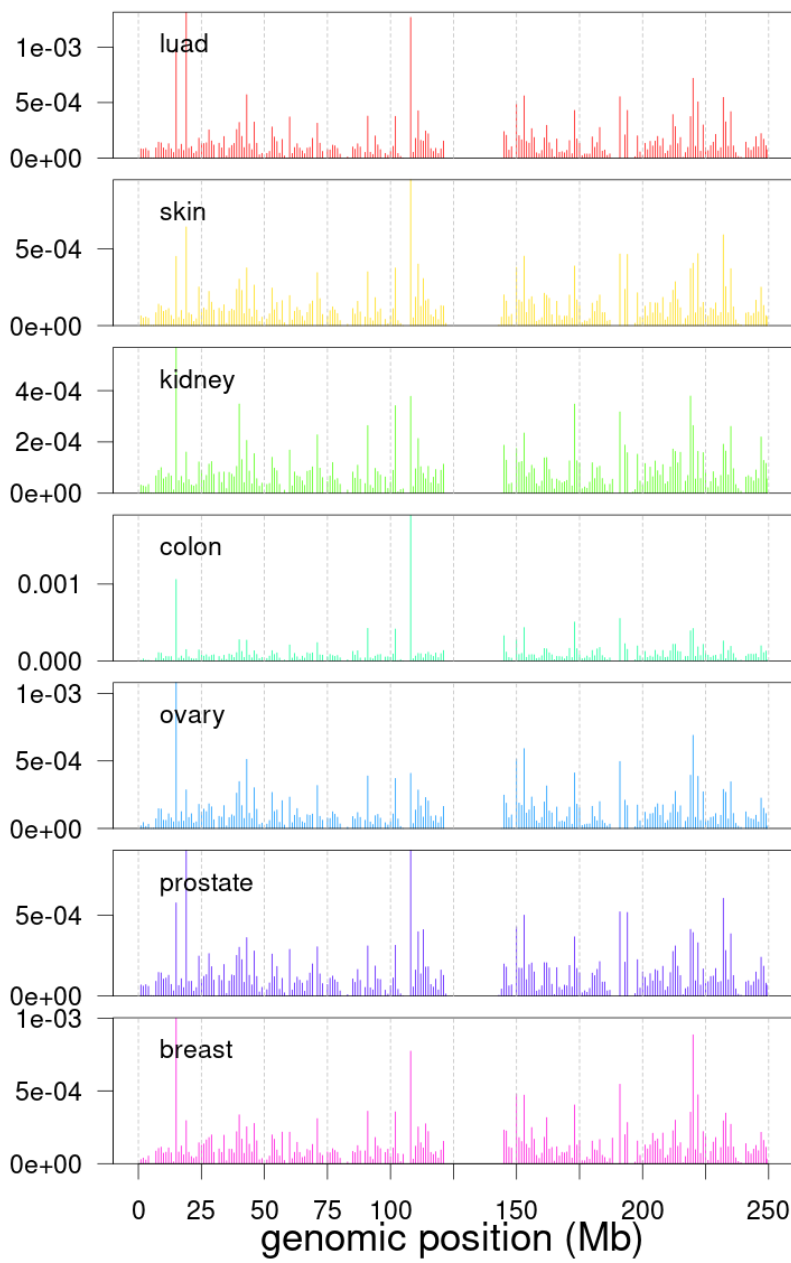 luad
1e-03
5e-04
0e+00
skin
5e-04
0e+00
kidney
4e-04
2e-04
0e+00
colon
0.001
0.000
ovary
1e-03
5e-04
0e+00
prostate
5e-04
0e+00
breast
1e-03
5e-04
0e+00
0 25 50 75 100 150 200 250
genomic position (Mb)